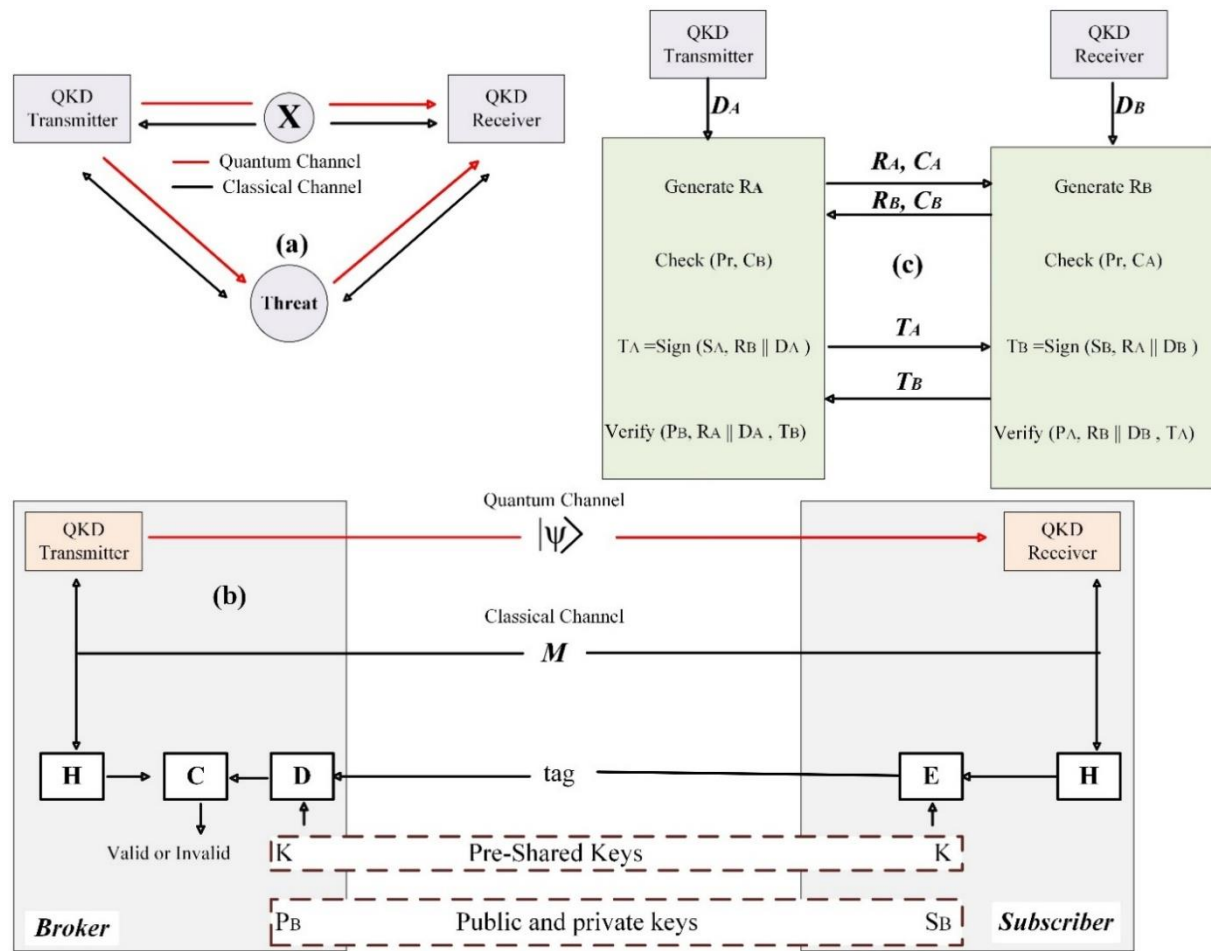 QKD
Transmitter
X
QKD
Receiver
Quantum Channel
Classical Channel
(a)
Threat
QKD
Transmitter
QKD
Receiver
DA
DB
Generate RA
RA, CA
Generate RB
RB, CB
Check (Pr, CB)
(c)
Check (Pr, CA)
TA =Sign (SA, RB || DA )
TA
TB =Sign (SB, RA || DB )
TB
Verify (PB, RA || DA , TB)
Verify (PA, RB || DB , TA)
QKD
Transmitter
Quantum Channel
|ψ>
QKD
Receiver
(b)
Classical Channel
M
H
C
D
tag
E
H
Valid or Invalid
K Pre-Shared Keys K
PB Public and private keys SB
Broker
Subscriber